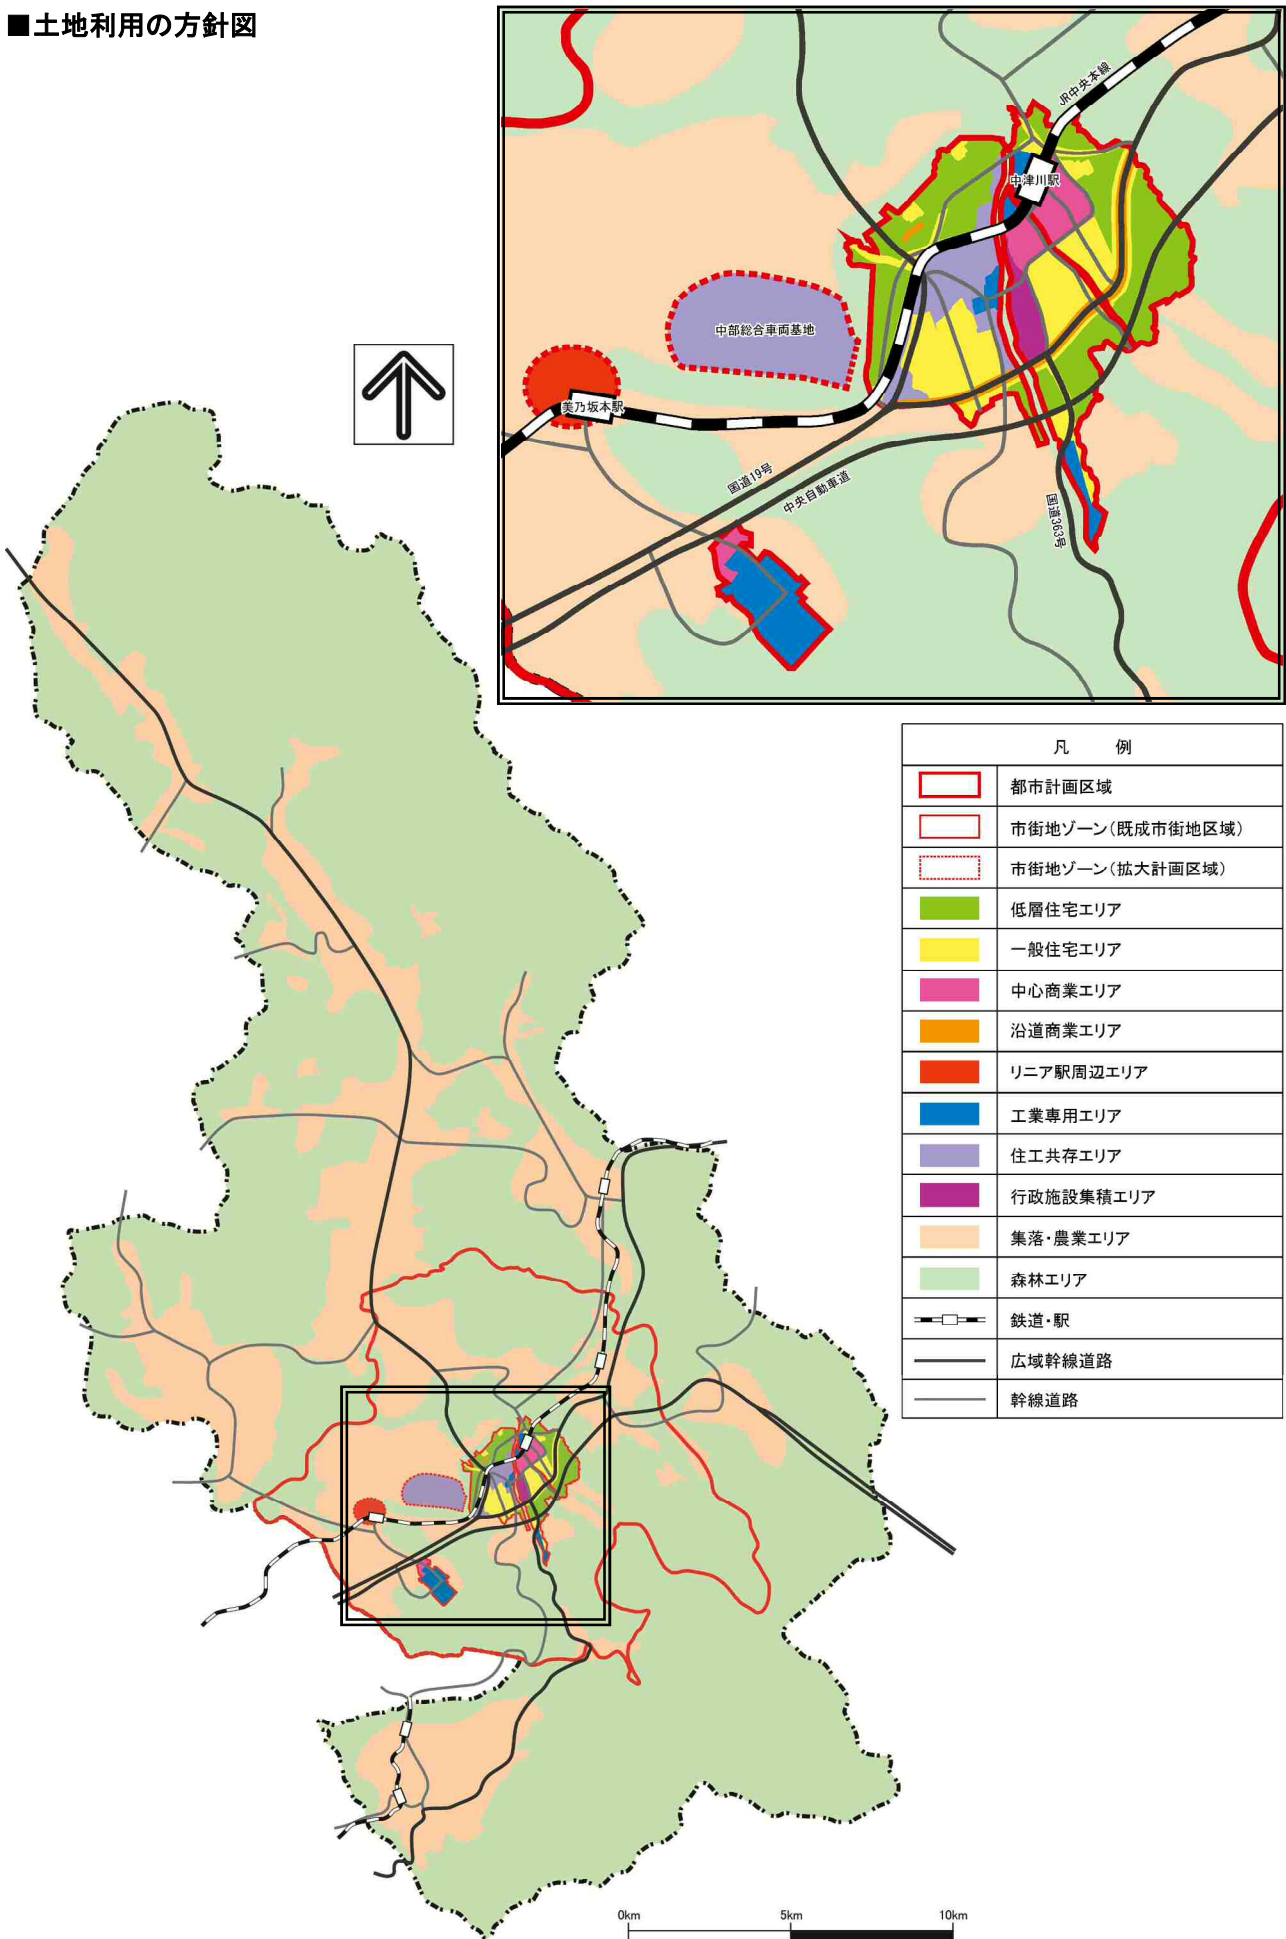 ■土地利用の方針図
JR中央本線
中津川駅
中部総合車両基地
美乃坂本駅
国道19号
中央自動車道
国道363号
凡 例
都市計画区域
市街地ゾーン(既成市街地区域)
市街地ゾーン(拡大計画区域)
低層住宅エリア
一般住宅エリア
中心商業エリア
沿道商業エリア
リニア駅周辺エリア
工業専用エリア
住工共存エリア
行政施設集積エリア
集落・農業エリア
森林エリア
鉄道・駅
広域幹線道路
幹線道路
0km 5km 10km